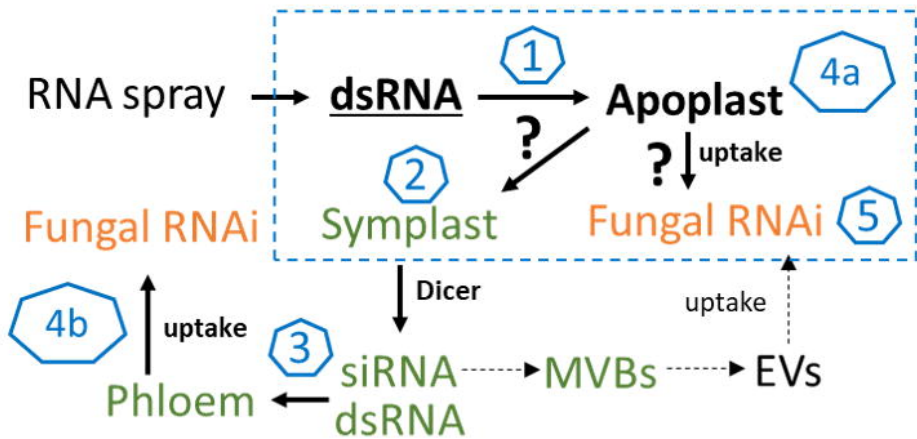 1
4a
RNA spray dsRNA Apoplast
? ? uptake
2
Fungal RNAi Symplast Fungal RNAi 5
Dicer uptake
4b uptake 3
siRNA MVBs EVs
Phloem dsRNA